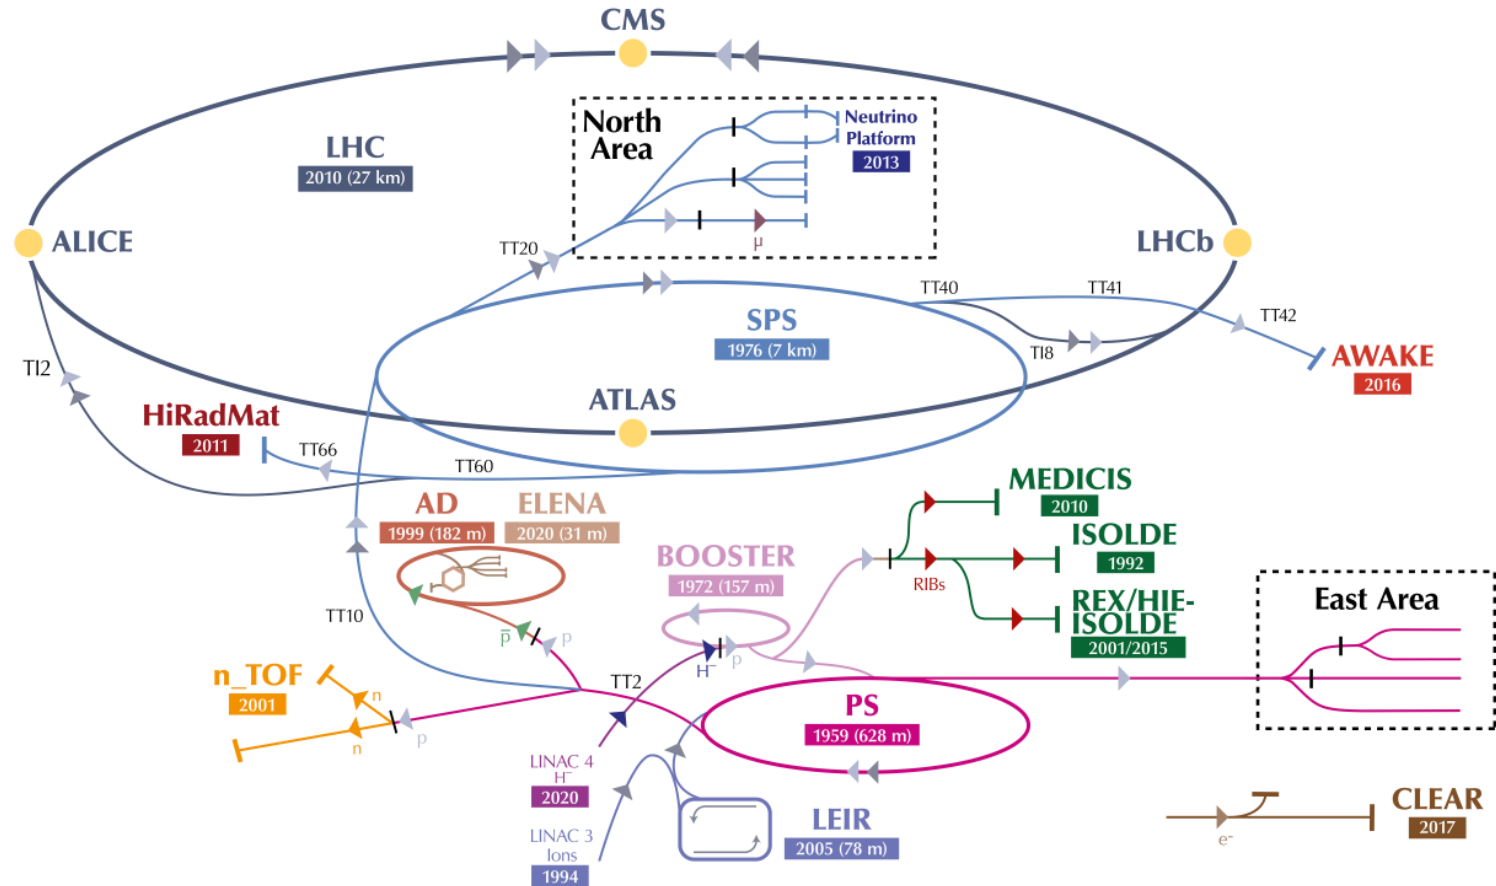 CMS
LHC
2010 (27 km)
North
Area
Neutrino
Platform
2013
μ
ALICE
LHCb
TT20
TT40
TT41
TT42
TI8
SPS
1976 (7 km)
AWAKE
2016
TI2
ATLAS
HiRadMat
2011
TT66
TT60
AD
1999 (182 m)
ELENA
2020 (31 m)
MEDICIS
2010
ISOLDE
1992
REX/HIE-
ISOLDE
2001/2015
RIBs
BOOSTER
1972 (157 m)
East Area
TT10
p̅
p
H⁻
p
n_TOF
2001
n
n
p
TT2
PS
1959 (628 m)
LINAC 4
H⁻
2020
LINAC 3
Ions
1994
LEIR
2005 (78 m)
CLEAR
2017
e⁻